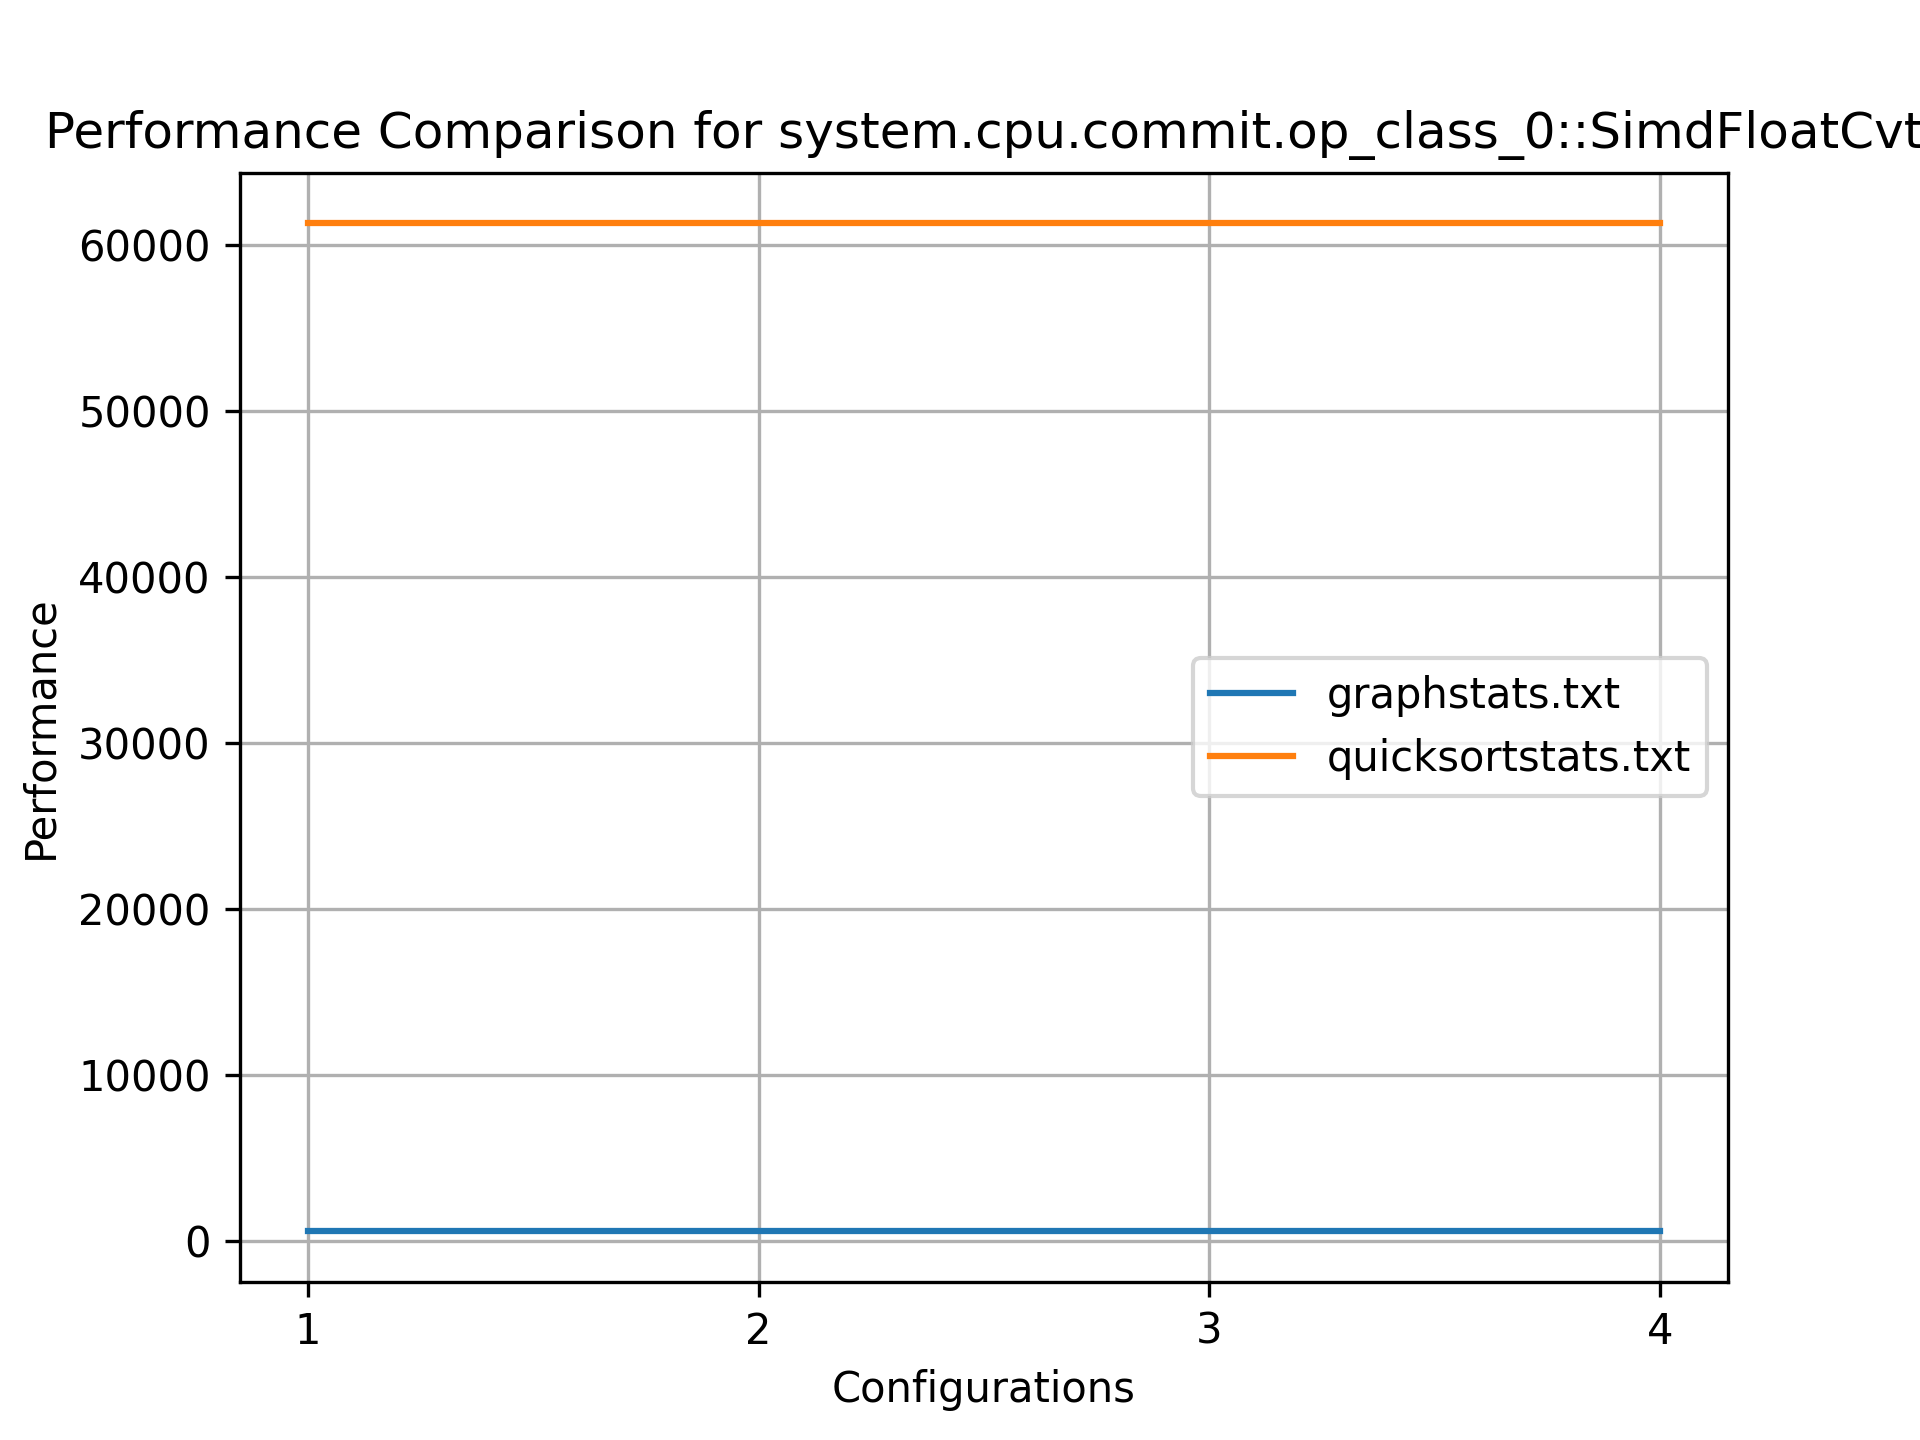 Performance Comparison for system.cpu.commit.op_class_0::SimdFloatCvt
60000
50000
40000
30000
20000
10000
0
Performance
graphstats.txt
quicksortstats.txt
1 2 3 4
Configurations